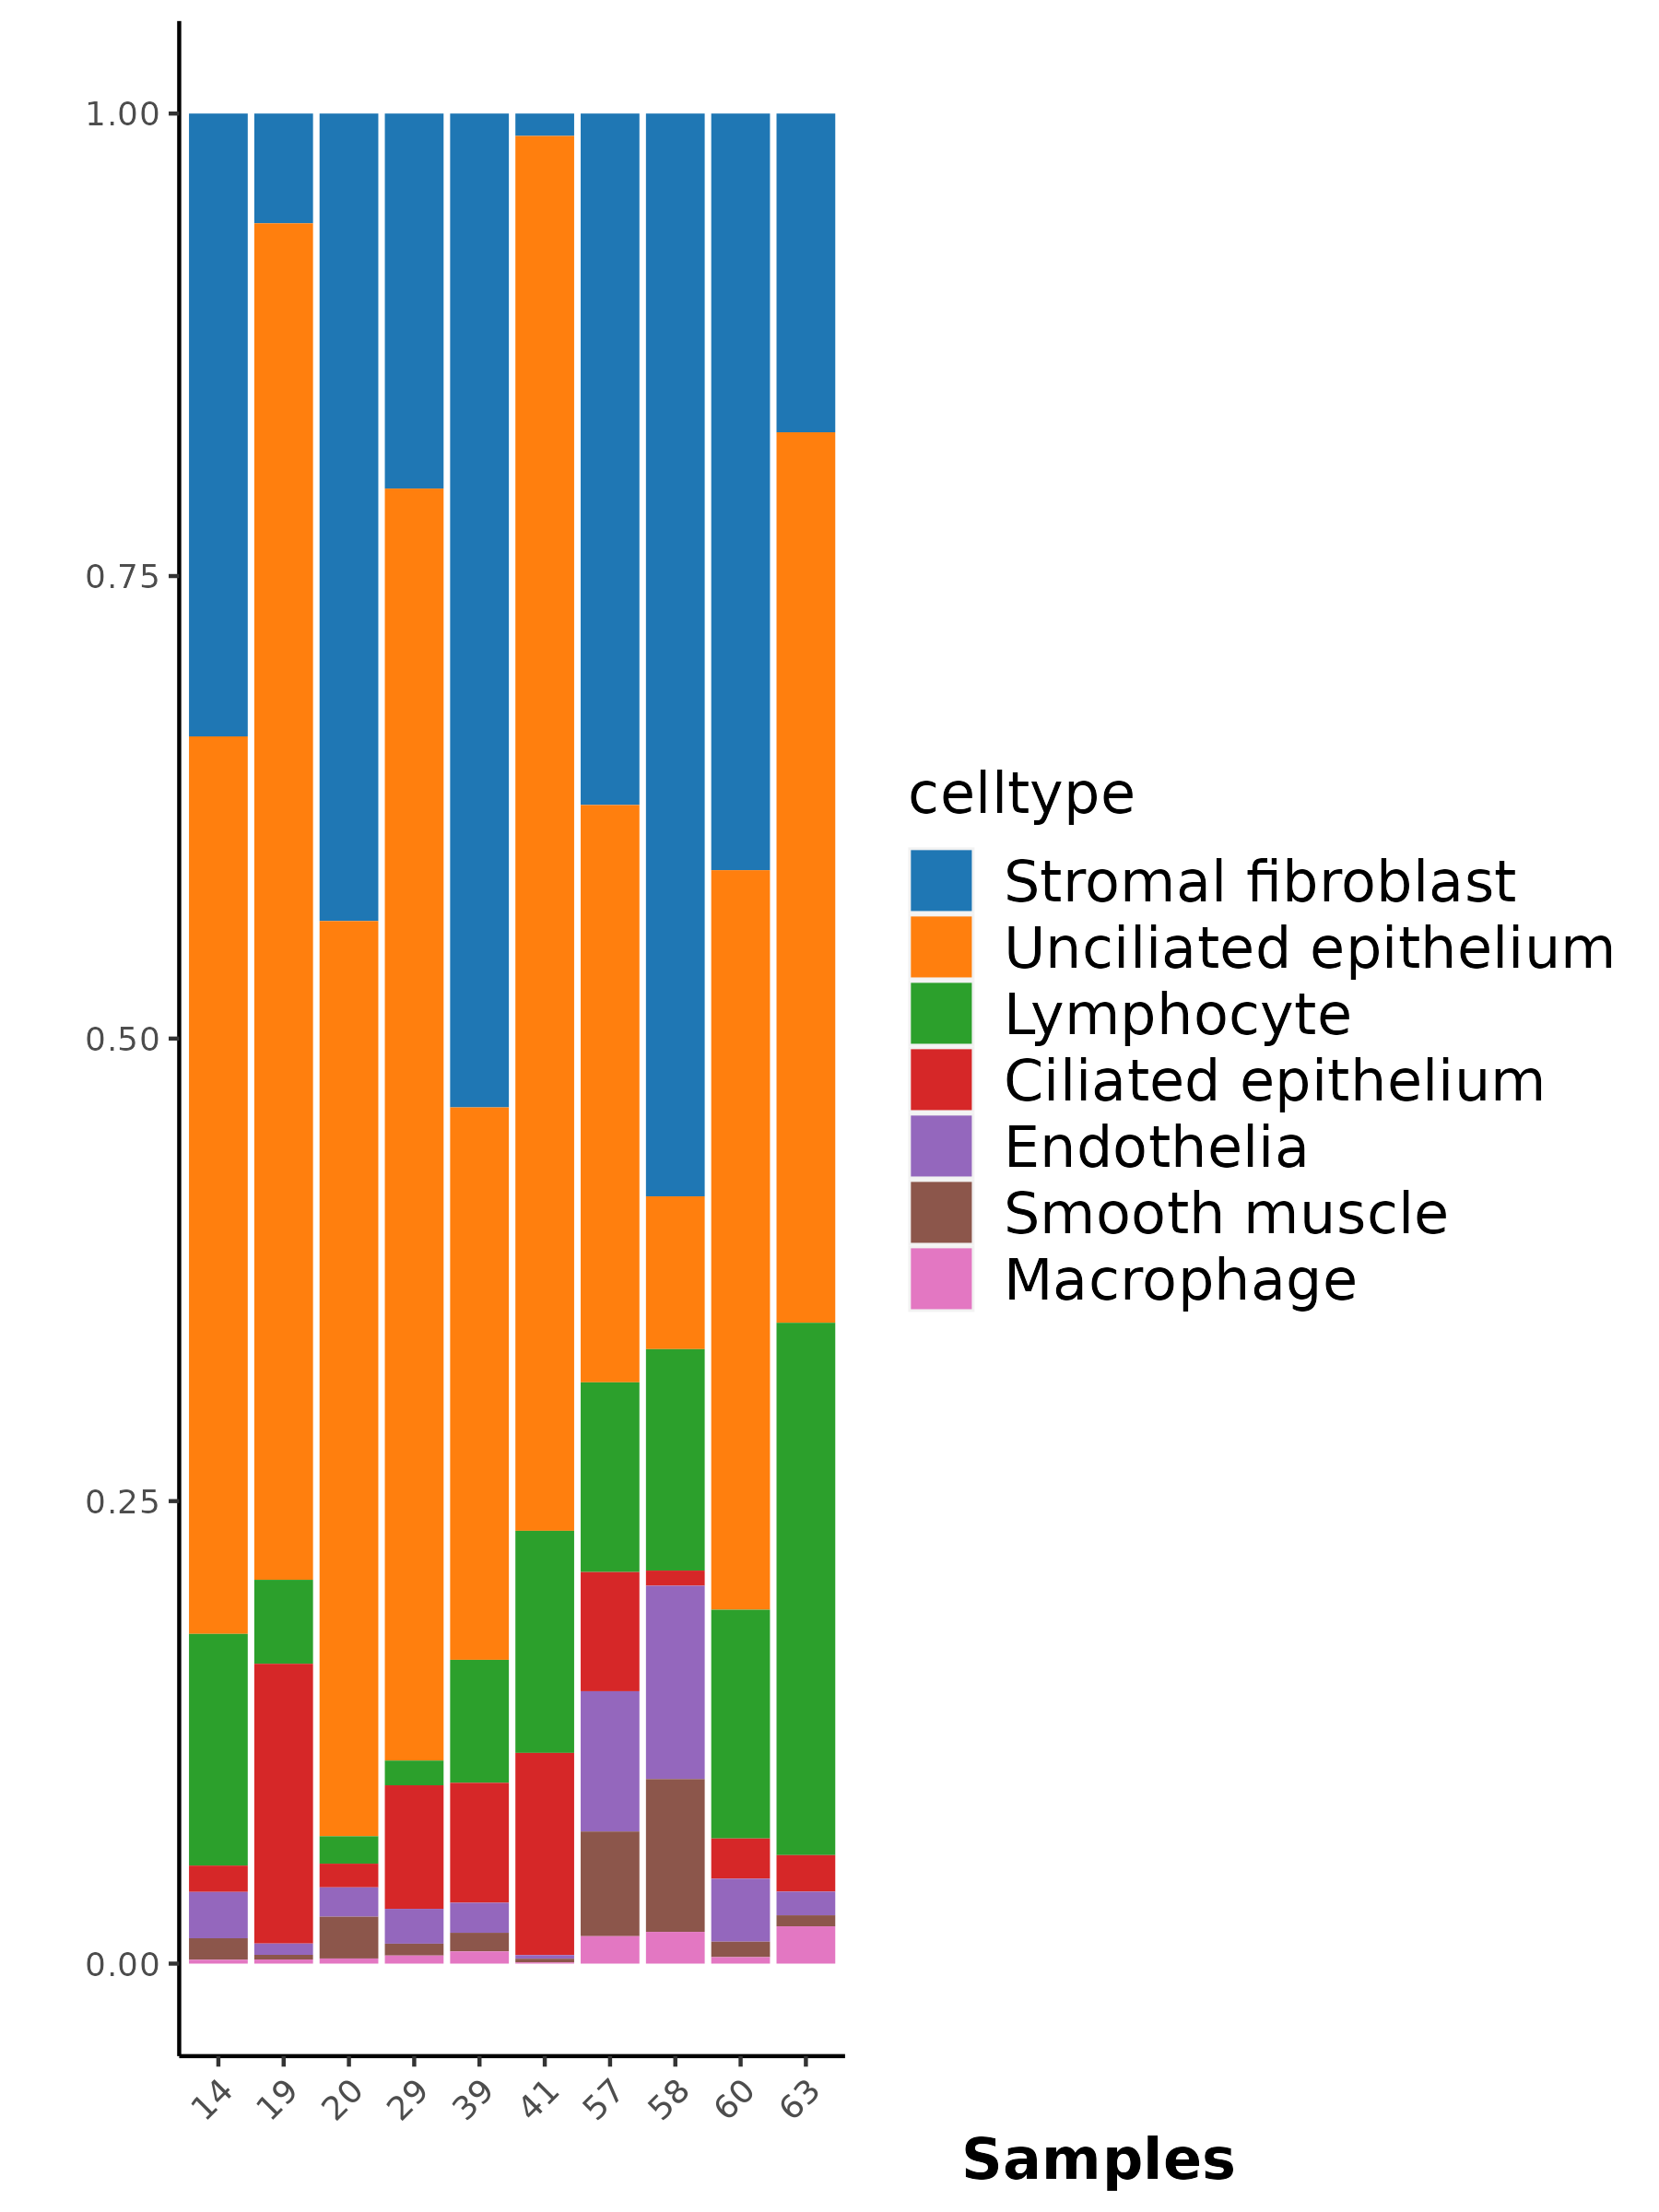 1.00
0.75
0.50
0.25
0.00
celltype
Stromal fibroblast
Unciliated epithelium
Lymphocyte
Ciliated epithelium
Endothelia
Smooth muscle
Macrophage
14 19 20 29 39 41 57 58 60 63
Samples